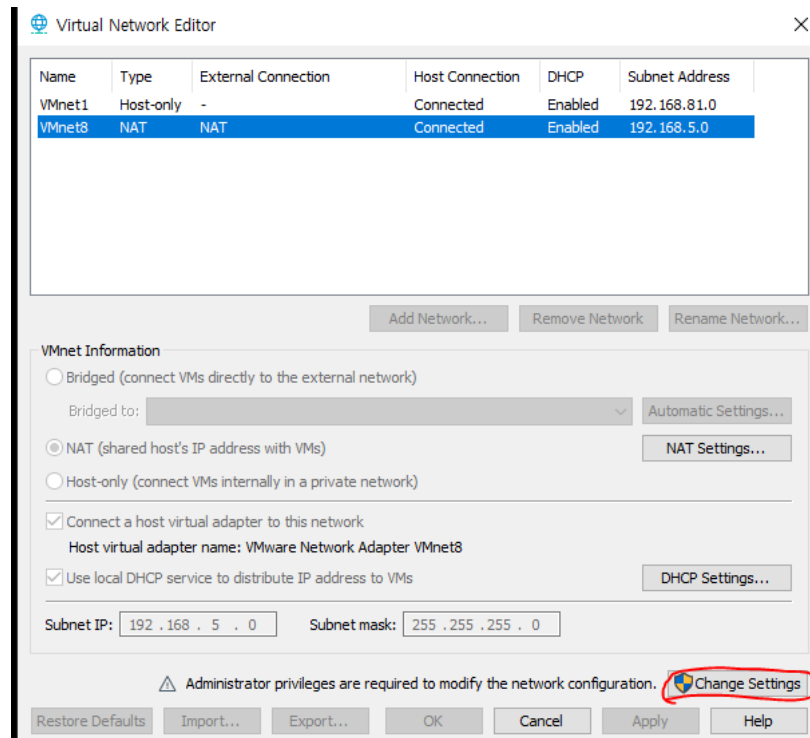 Virtual Network Editor
Name Type External Connection Host Connection DHCP Subnet Address
VMnet1 Host-only - Connected Enabled 192.168.81.0
VMnet8 NAT NAT Connected Enabled 192.168.5.0
Add Network... Remove Network Rename Network...
VMnet Information
Bridged (connect VMs directly to the external network)
Bridged to: Automatic Settings...
NAT (shared host's IP address with VMs) NAT Settings...
Host-only (connect VMs internally in a private network)
Connect a host virtual adapter to this network
Host virtual adapter name: VMware Network Adapter VMnet8
Use local DHCP service to distribute IP address to VMs DHCP Settings...
Subnet IP: 192 . 168 . 5 . 0 Subnet mask: 255 . 255 . 255 . 0
Administrator privileges are required to modify the network configuration. Change Settings
Restore Defaults Import... Export... OK Cancel Apply Help